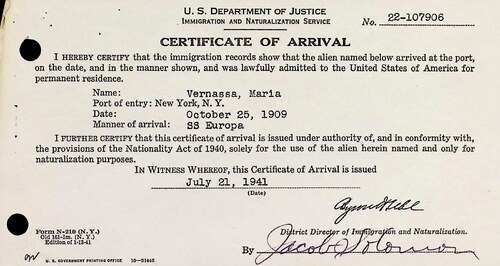 U. S. DEPARTMENT OF JUSTICE
IMMIGRATION AND NATURALIZATION SERVICE
No. 22-107906
CERTIFICATE OF ARRIVAL
I HEREBY CERTIFY that the immigration records show that the alien named below arrived at the port,
on the date, and in the manner shown, and was lawfully admitted to the United States of America for
permanent residence.
Name: Vernassa, Maria
Port of entry: New York, N. Y.
Date: October 25, 1909
Manner of arrival: SS Europa
I FURTHER CERTIFY that this certificate of arrival is issued under authority of, and in conformity with,
the provisions of the Nationality Act of 1940, solely for the use of the alien herein named and only
for naturalization purposes.
IN WITNESS WHEREOF, this Certificate of Arrival is issued
July 21, 1941
(Date)
District Director of Immigration and Naturalization.
By Jacob Solomon
Form N-210 (N. Y.)
Old 161-Im. (N. Y.)
Edition of 1-13-41
U. S. GOVERNMENT PRINTING OFFICE 16-21448